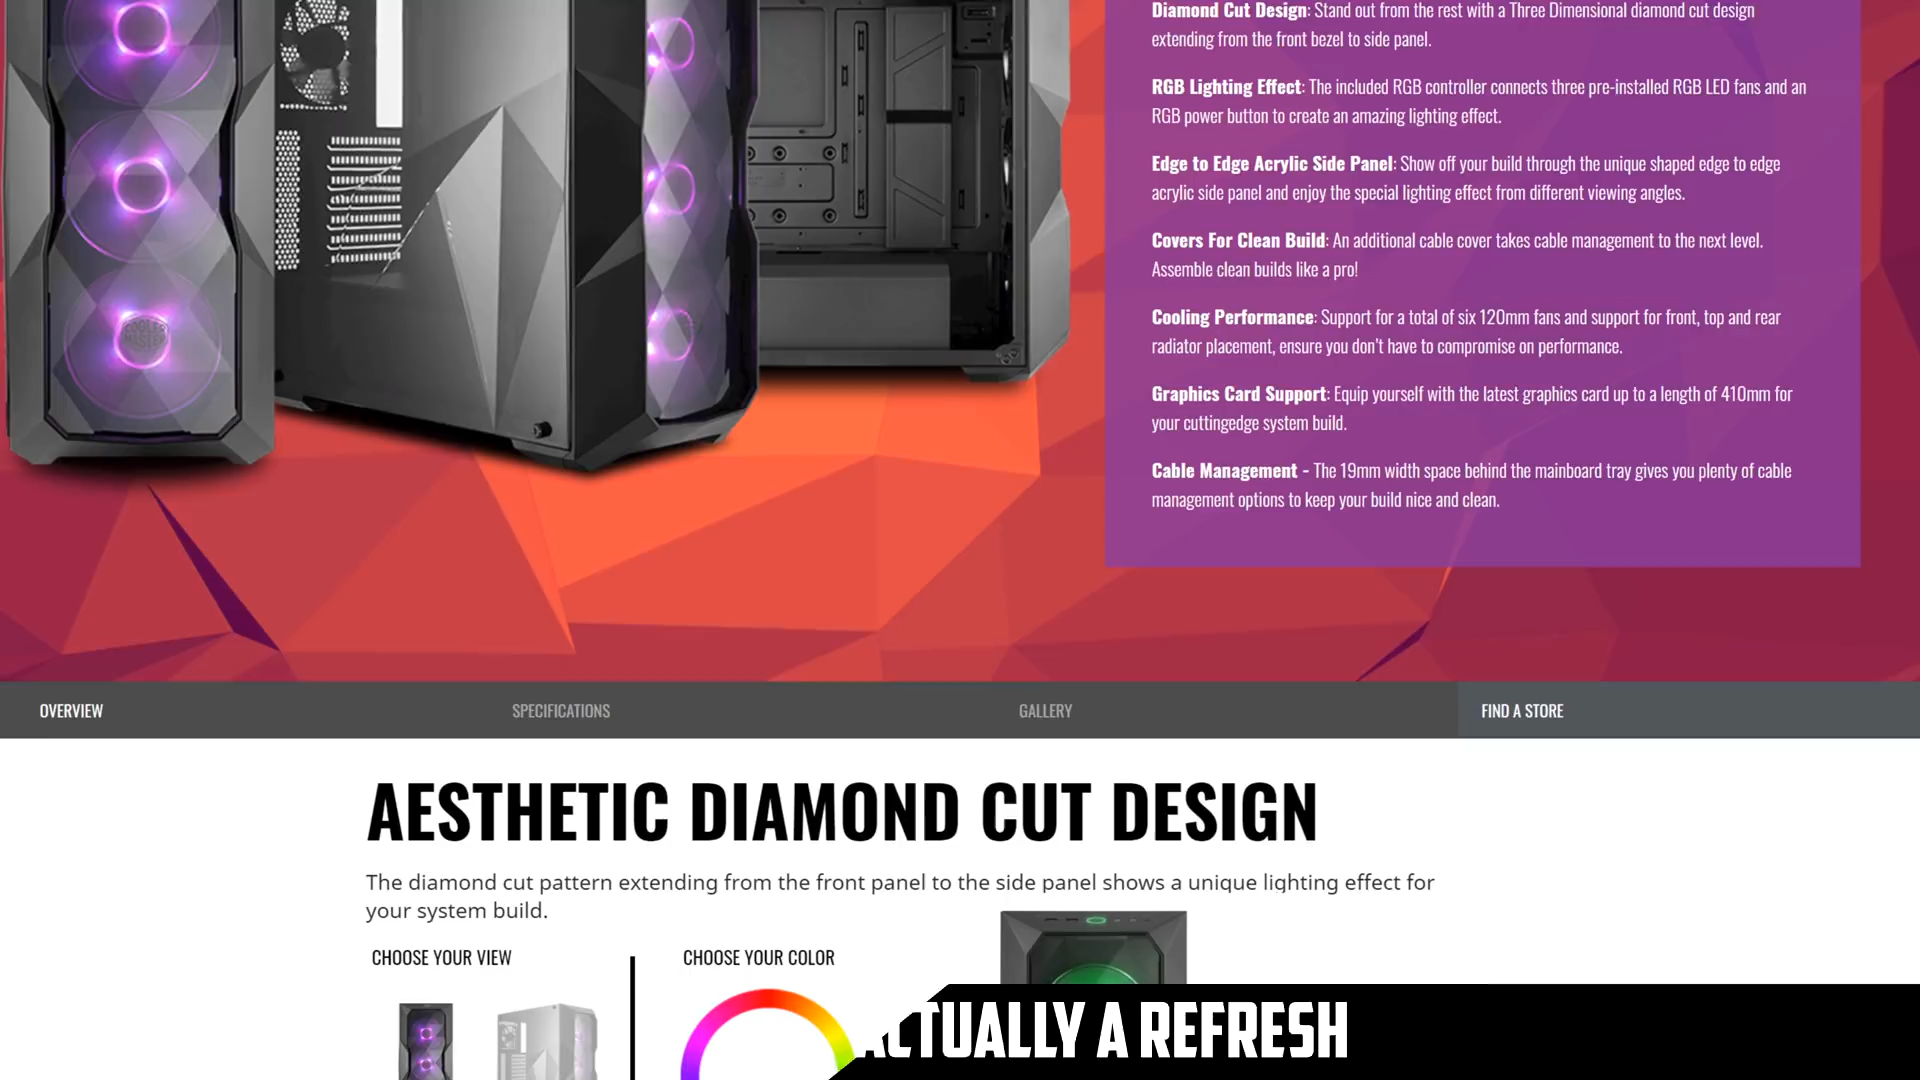 Diamond Cut Design: Stand out from the rest with a Three Dimensional diamond cut design
extending from the front bezel to side panel.
RGB Lighting Effect: The included RGB controller connects three pre-installed RGB LED fans and an
RGB power button to create an amazing lighting effect.
Edge to Edge Acrylic Side Panel: Show off your build through the unique shaped edge to edge
acrylic side panel and enjoy the special lighting effect from different viewing angles.
Covers For Clean Build: An additional cable cover takes cable management to the next level.
Assemble clean builds like a pro!
Cooling Performance: Support for a total of six 120mm fans and support for front, top and rear
radiator placement, ensure you don't have to compromise on performance.
Graphics Card Support: Equip yourself with the latest graphics card up to a length of 410mm for
your cuttingedge system build.
Cable Management - The 19mm width space behind the mainboard tray gives you plenty of cable
management options to keep your build nice and clean.
COOLER
MASTER
OVERVIEW
SPECIFICATIONS
GALLERY
FIND A STORE
AESTHETIC DIAMOND CUT DESIGN
The diamond cut pattern extending from the front panel to the side panel shows a unique lighting effect for
your system build.
CHOOSE YOUR VIEW
CHOOSE YOUR COLOR
ACTUALLY A REFRESH